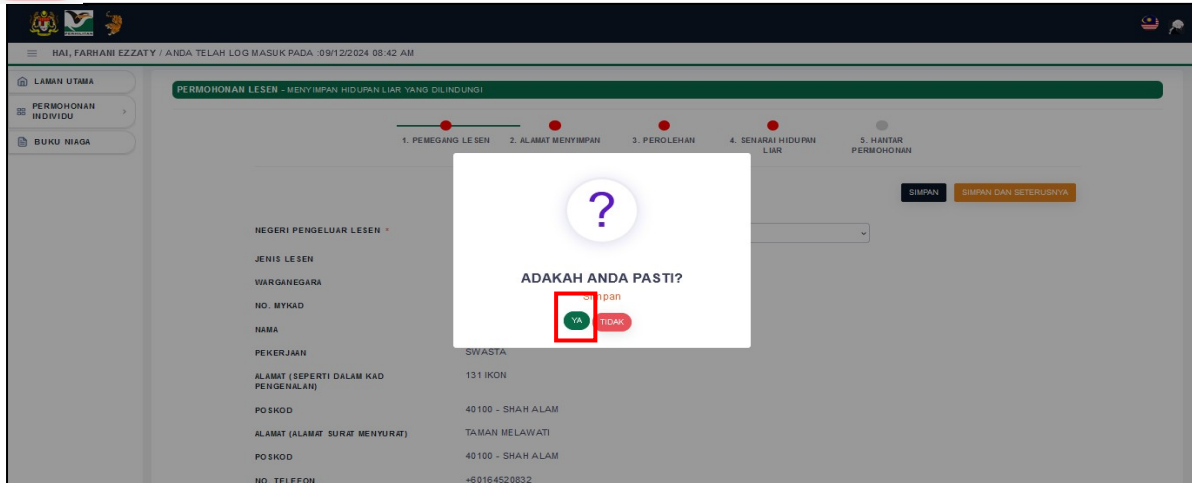 HAI, FARHANI EZZATY / ANDA TELAH LOG MASUK PADA :09/12/2024 08:42 AM
LAMAN UTAMA
PERMOHONAN INDIVIDU
BUKU NIAGA
PERMOHONAN LESEN - MENYIMPAN HIDUPAN LIAR YANG DILINDUNGI
1. PEMEGANG LESEN
2. ALAMAT MENYIMPAN
3. PEROLEHAN
4. SENARAI HIDUPAN LIAR
5. HANTAR PERMOHONAN
SIMPAN
SIMPAN DAN SETERUSNYA
?
ADAKAH ANDA PASTI?
Simpan
YA
TIDAK
NEGERI PENGELUAR LESEN *
JENIS LESEN
WARGANEGARA
NO. MYKAD
NAMA
PEKERJAAN SWASTA
ALAMAT (SEPERTI DALAM KAD PENGENALAN) 131 IKON
POSKOD 40100 - SHAH ALAM
ALAMAT (ALAMAT SURAT MENYURAT) TAMAN MELAWATI
POSKOD 40100 - SHAH ALAM
NO. TELEFON +60164520832